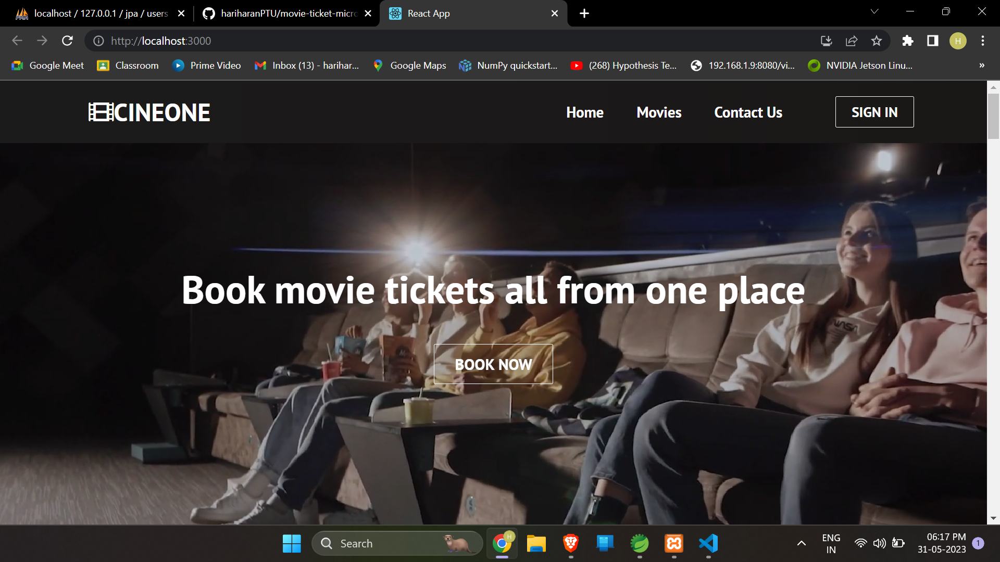 localhost / 127.0.0.1 / jpa / users
hariharanPTU/movie-ticket-micro
React App
http://localhost:3000
H
Google Meet
Classroom
Prime Video
Inbox (13) - harihar...
Google Maps
NumPy quickstart...
(268) Hypothesis Te...
192.168.1.9:8080/vi...
NVIDIA Jetson Linu...
»
CINEONE
Home
Movies
Contact Us
SIGN IN
NASA
Book movie tickets all from one place
BOOK NOW
Search
H
ENG
IN
06:17 PM
31-05-2023
1